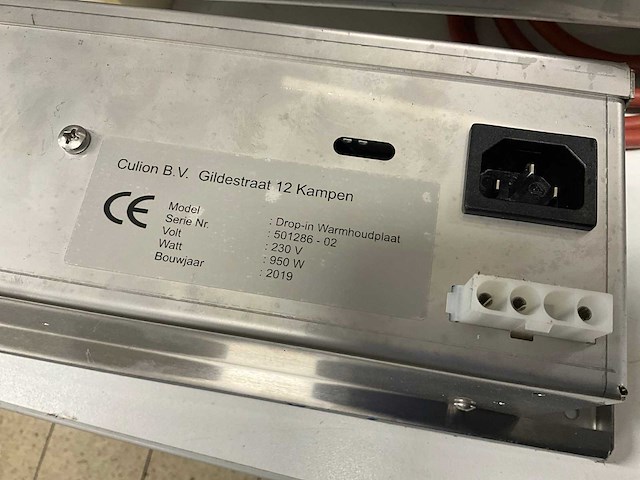 Culion B.V. Gildestraat 12 Kampen
CE
Model : Drop-in Warmhoudplaat
Serie Nr. : 501286 - 02
Volt : 230 V
Watt : 950 W
Bouwjaar : 2019